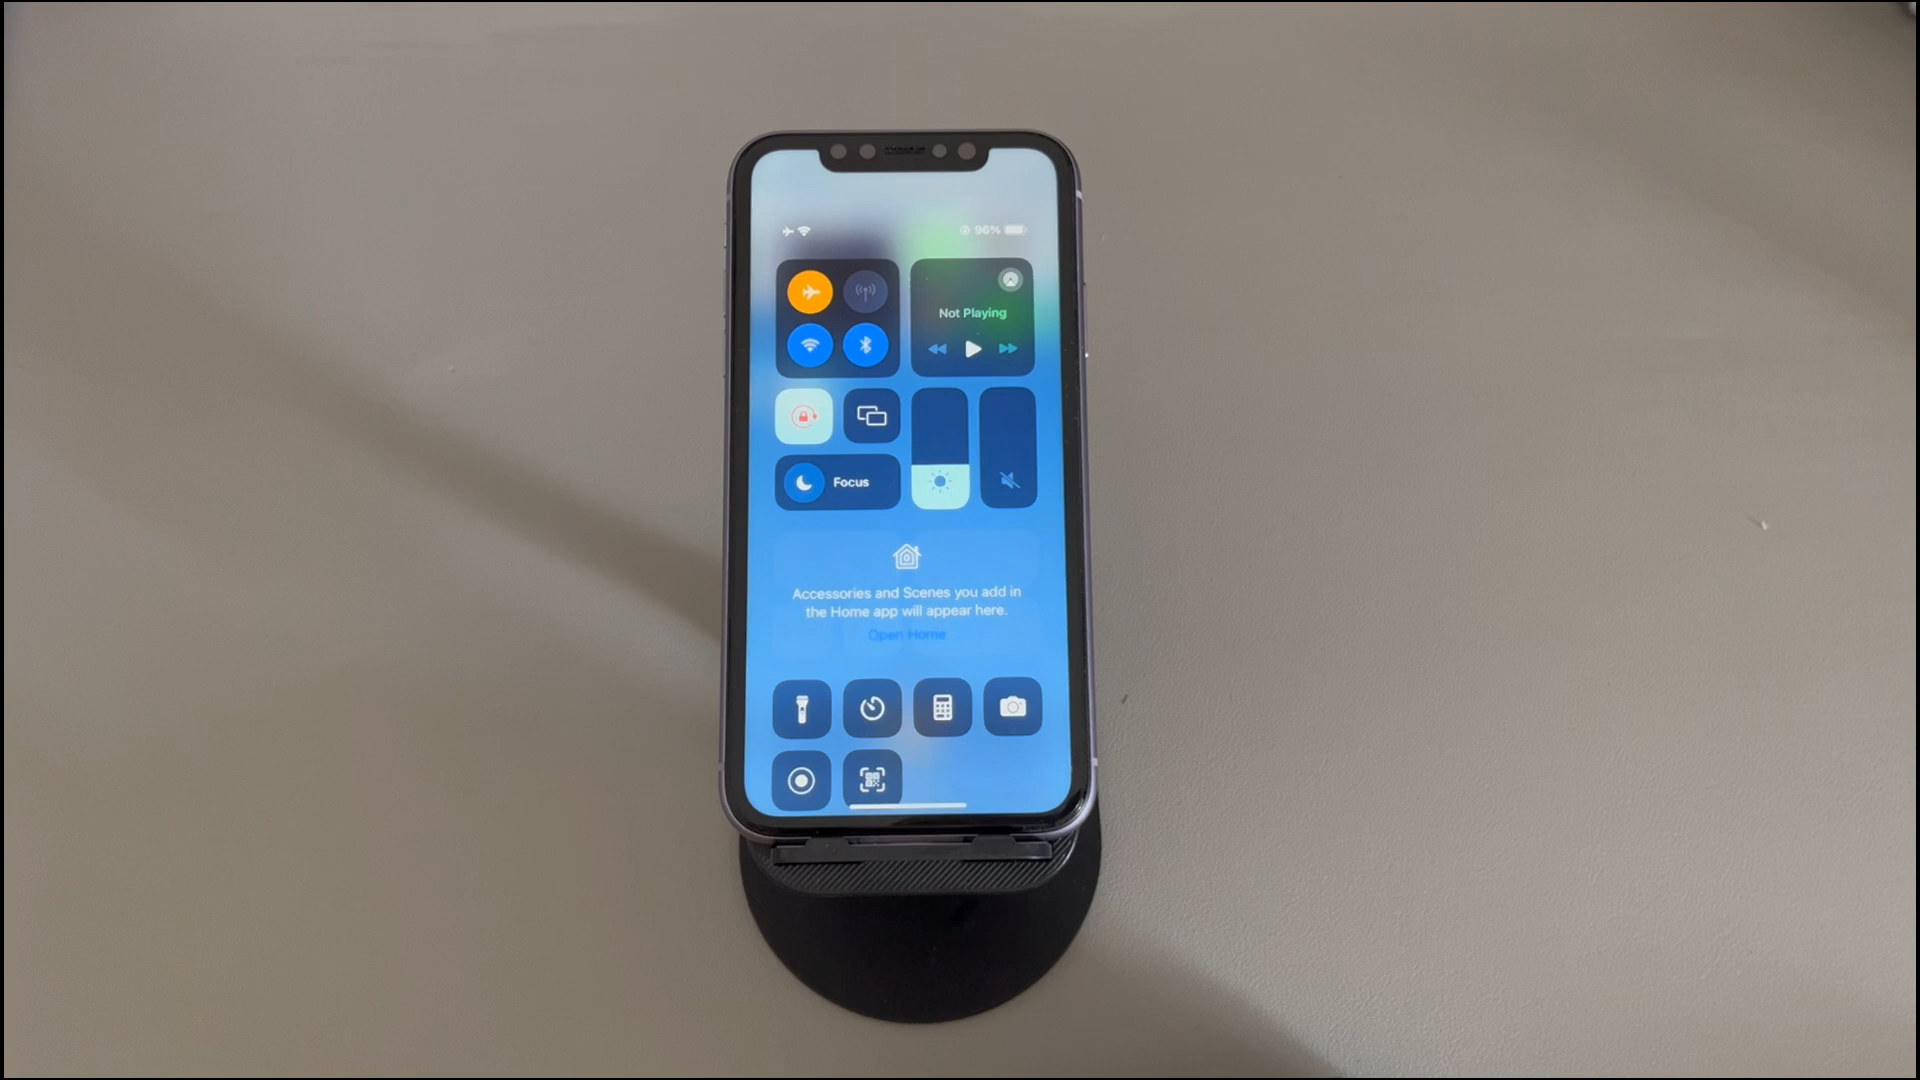 96%
Not Playing
Focus
Accessories and Scenes you add in
the Home app will appear here.
Open Home